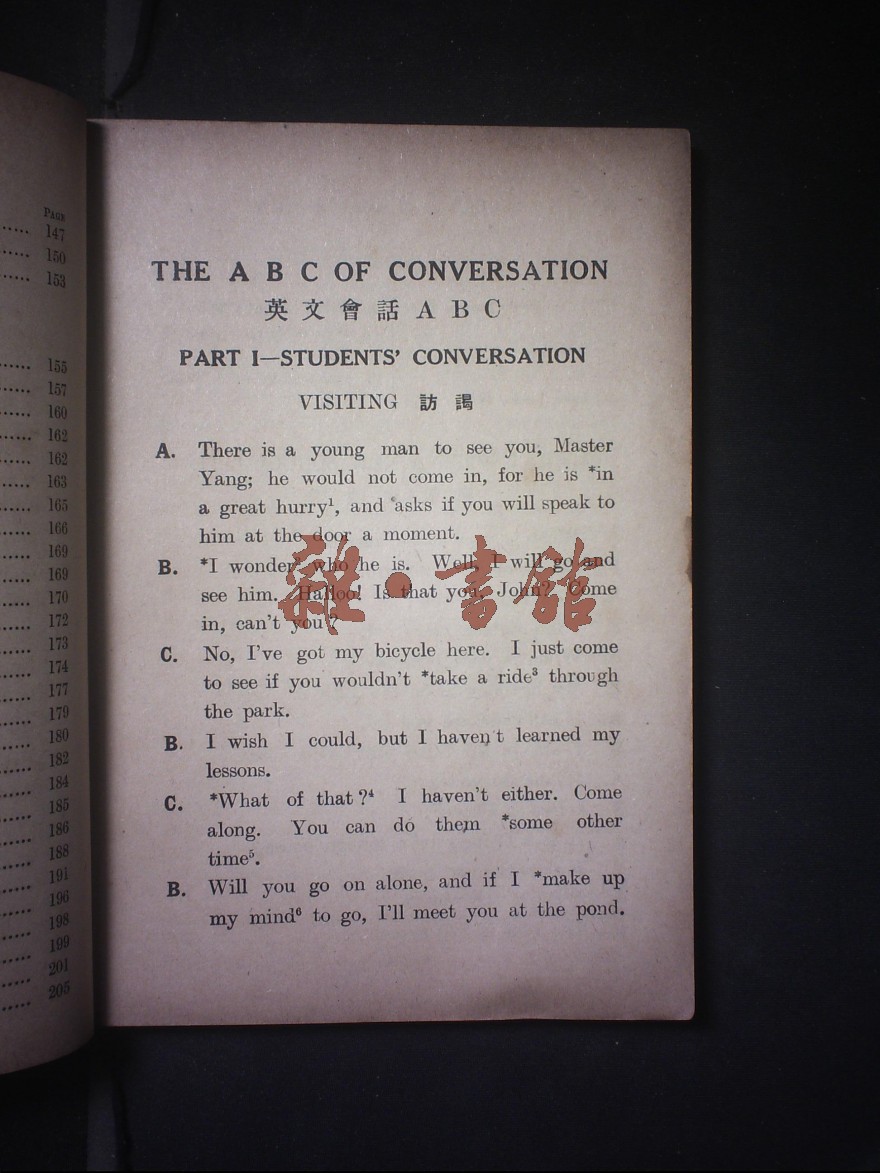 PAGE
147
150
153
155
157
160
162
162
163
165
166
169
169
170
172
173
174
177
179
180
182
184
185
186
188
191
196
198
199
201
205
THE A B C OF CONVERSATION
英文會話 A B C
PART I—STUDENTS' CONVERSATION
VISITING 訪謁
A. There is a young man to see you, Master
Yang; he would not come in, for he is *in
a great hurry¹, and asks if you will speak to
him at the door a moment.
B. *I wonder² who he is. Well, I will go and
see him. Halloo! Is that you, John? Come
in, can't you?
C. No, I've got my bicycle here. I just come
to see if you wouldn't *take a ride³ through
the park.
B. I wish I could, but I haven't learned my
lessons.
C. *What of that?⁴ I haven't either. Come
along. You can do them *some other
time⁵.
B. Will you go on alone, and if I *make up
my mind⁶ to go, I'll meet you at the pond.
雜·書館